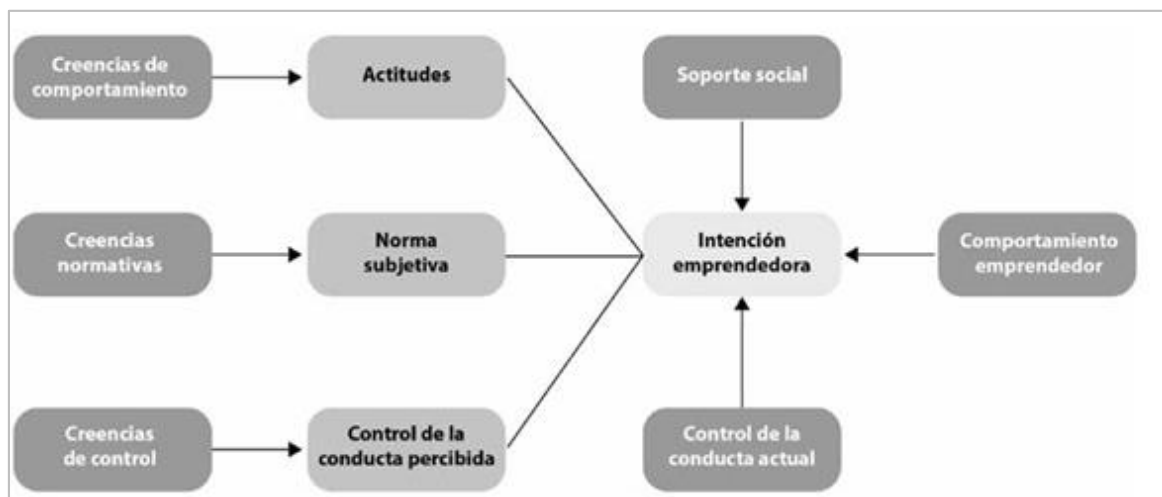 Creencias de
comportamiento
Actitudes
Soporte social
Creencias
normativas
Norma
subjetiva
Intención
emprendedora
Comportamiento
emprendedor
Creencias
de control
Control de la
conducta percibida
Control de la
conducta actual